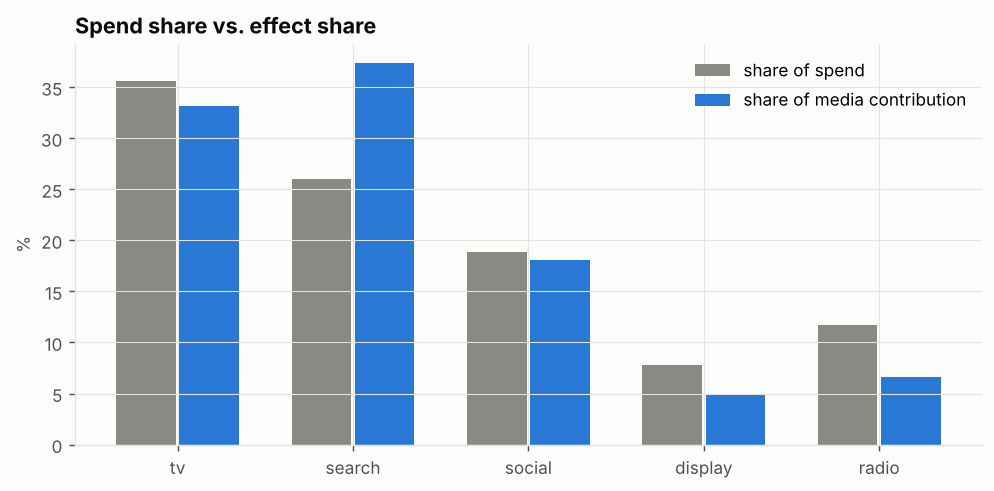 Spend share vs. effect share
share of spend
share of media contribution
35
30
25
20
15
10
5
0
%
tv
search
social
display
radio